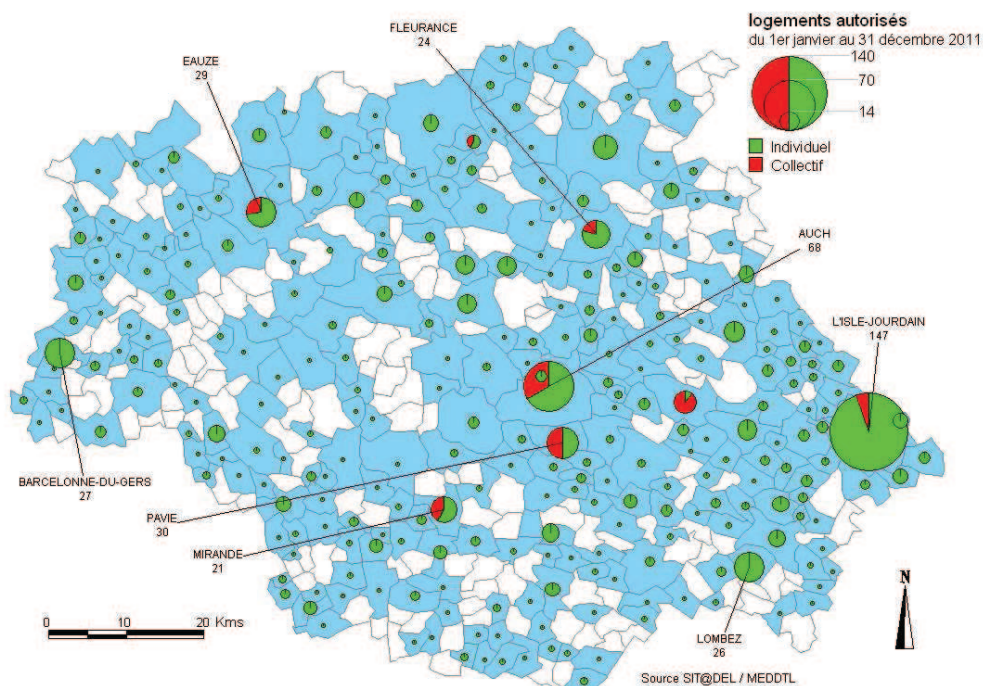 logements autorisés
du 1er janvier au 31 décembre 2011
140
70
14
Individuel
Collectif
FLEURANCE
24
EAUZE
29
AUCH
68
L'ISLE-JOURDAIN
147
BARCELONNE-DU-GERS
27
PAVIE
30
MIRANDE
21
LOMBEZ
26
0 10 20 Kms
N
Source SIT@DEL / MEDDTL